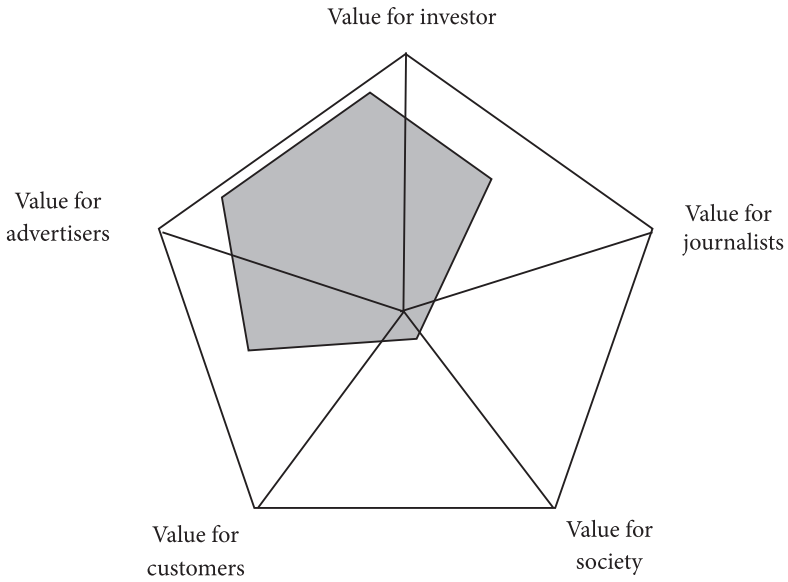 Value for investor
Value for
advertisers
Value for
journalists
Value for
customers
Value for
society